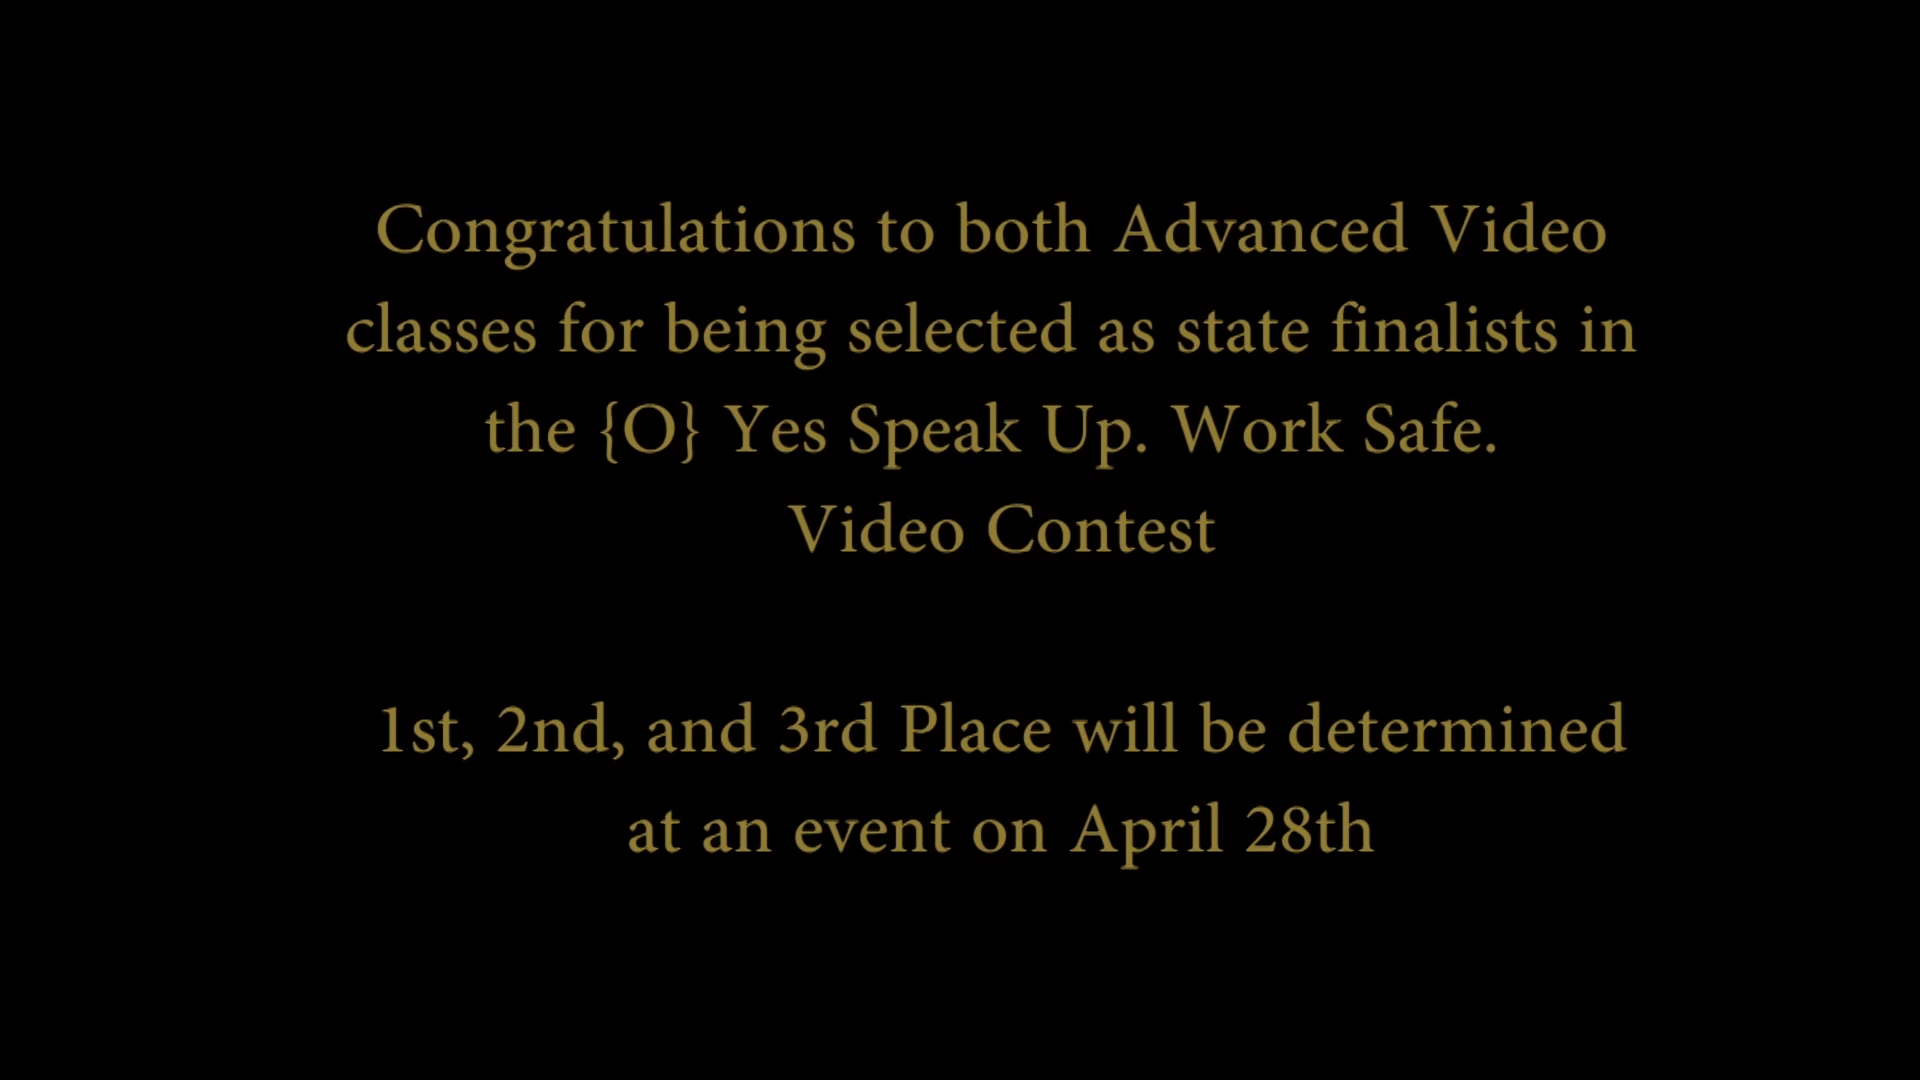 Congratulations to both Advanced Video
classes for being selected as state finalists in
the {O} Yes Speak Up. Work Safe.
Video Contest
1st, 2nd, and 3rd Place will be determined
at an event on April 28th